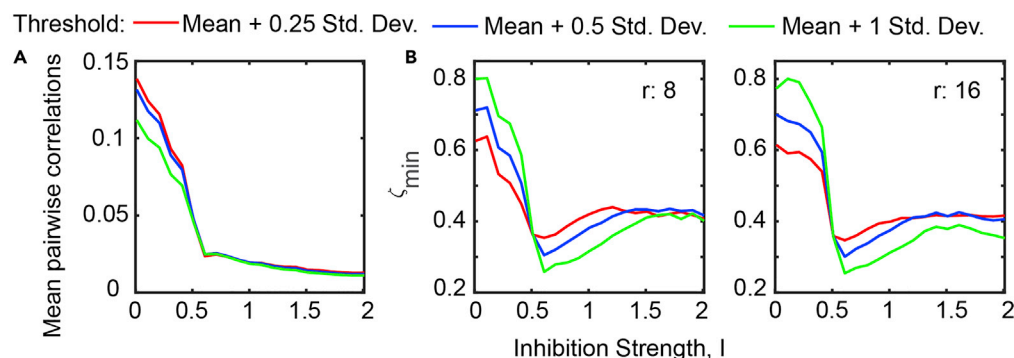 Threshold: Mean + 0.25 Std. Dev. Mean + 0.5 Std. Dev. Mean + 1 Std. Dev.
A
Mean pairwise correlations
0.15
0.1
0.05
0
0 0.5 1 1.5 2
B
ζmin
r: 8
0.8
0.6
0.4
0.2
0 0.5 1 1.5 2
r: 16
0.8
0.6
0.4
0.2
0 0.5 1 1.5 2
Inhibition Strength, I